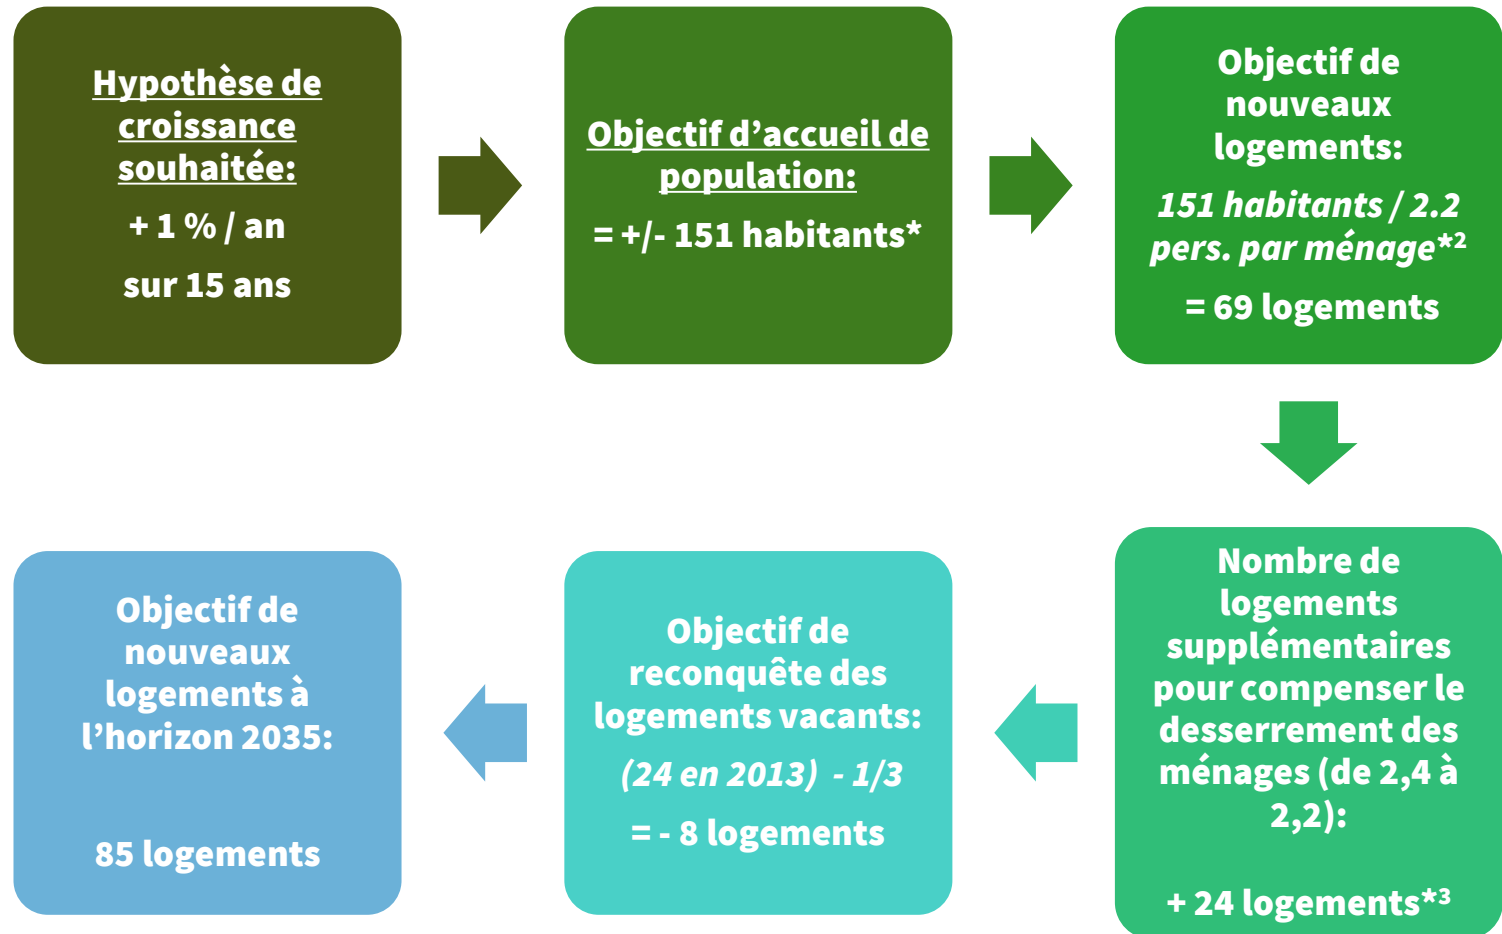 Hypothèse de
croissance
souhaitée:
+ 1 % / an
sur 15 ans
Objectif d’accueil de
population:
= +/- 151 habitants*
Objectif de
nouveaux
logements:
151 habitants / 2.2
pers. par ménage*²
= 69 logements
Nombre de
logements
supplémentaires
pour compenser le
desserrement des
ménages (de 2,4 à
2,2):
+ 24 logements*³
Objectif de
reconquête des
logements vacants:
(24 en 2013) - 1/3
= - 8 logements
Objectif de
nouveaux
logements à
l’horizon 2035:
85 logements